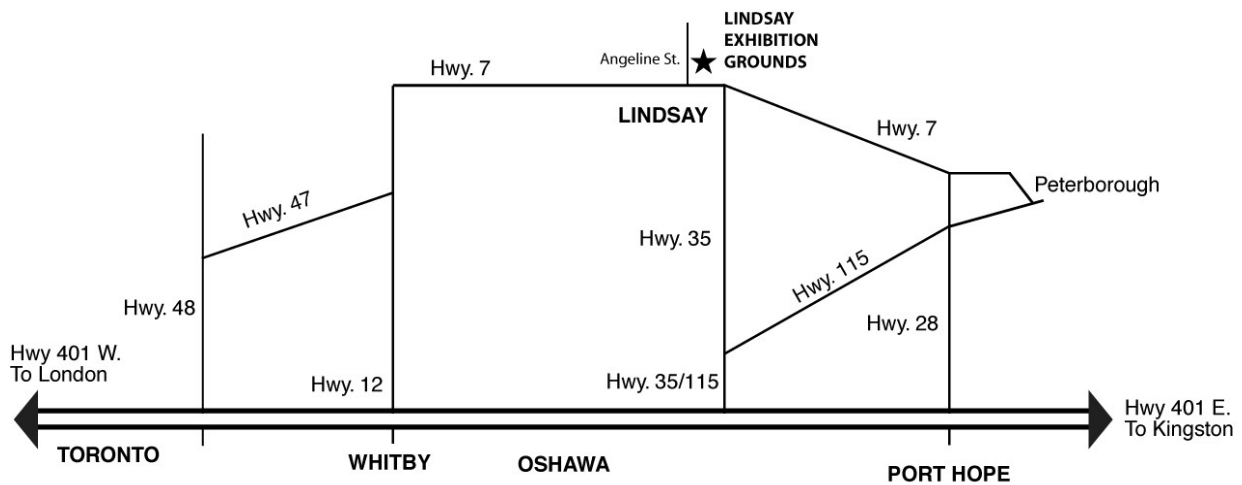 LINDSAY
EXHIBITION
GROUNDS
Angeline St.
Hwy. 7
LINDSAY
Hwy. 7
Peterborough
Hwy. 47
Hwy. 35
Hwy. 115
Hwy. 48
Hwy. 28
Hwy 401 W.
To London
Hwy. 12
Hwy. 35/115
Hwy 401 E.
To Kingston
TORONTO
WHITBY
OSHAWA
PORT HOPE